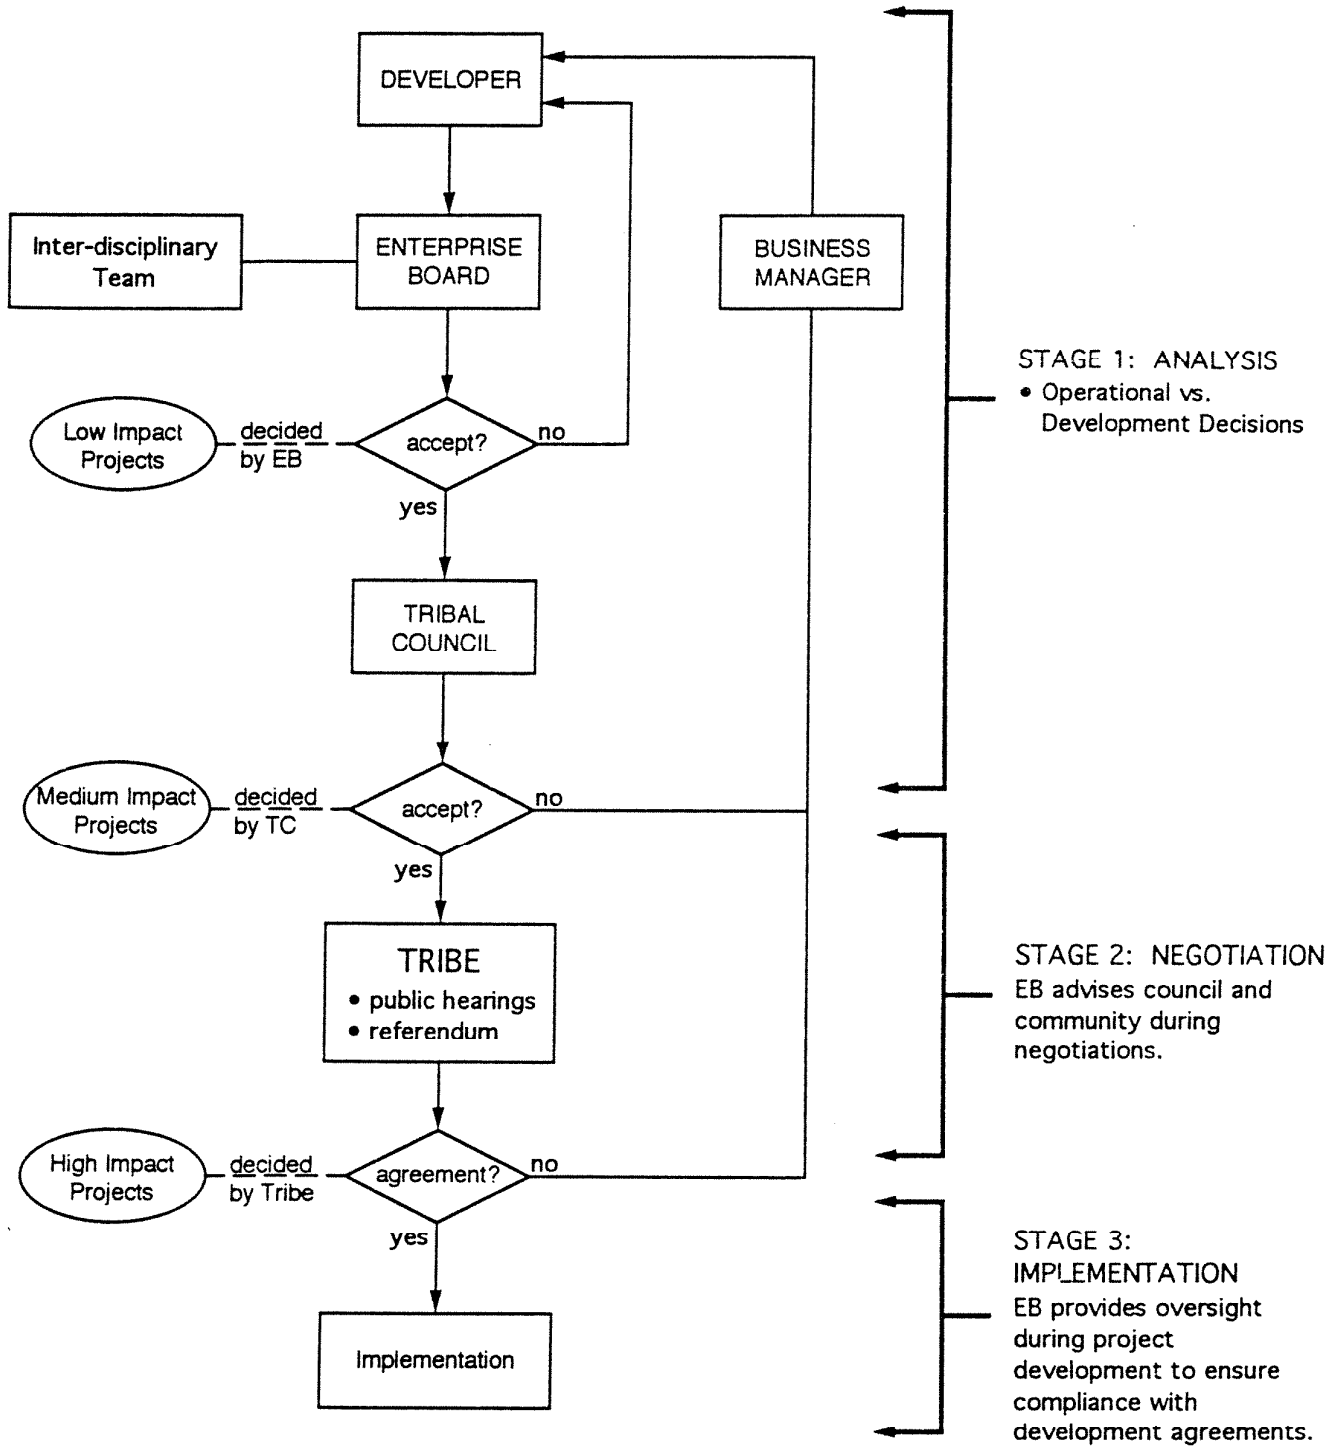 DEVELOPER
Inter-disciplinary
Team
ENTERPRISE
BOARD
BUSINESS
MANAGER
STAGE 1: ANALYSIS
• Operational vs.
Development Decisions
Low Impact
Projects
decided
by EB
accept?
no
yes
TRIBAL
COUNCIL
Medium Impact
Projects
decided
by TC
accept?
no
yes
TRIBE
• public hearings
• referendum
STAGE 2: NEGOTIATION
EB advises council and
community during
negotiations.
High Impact
Projects
decided
by Tribe
agreement?
no
yes
Implementation
STAGE 3:
IMPLEMENTATION
EB provides oversight
during project
development to ensure
compliance with
development agreements.